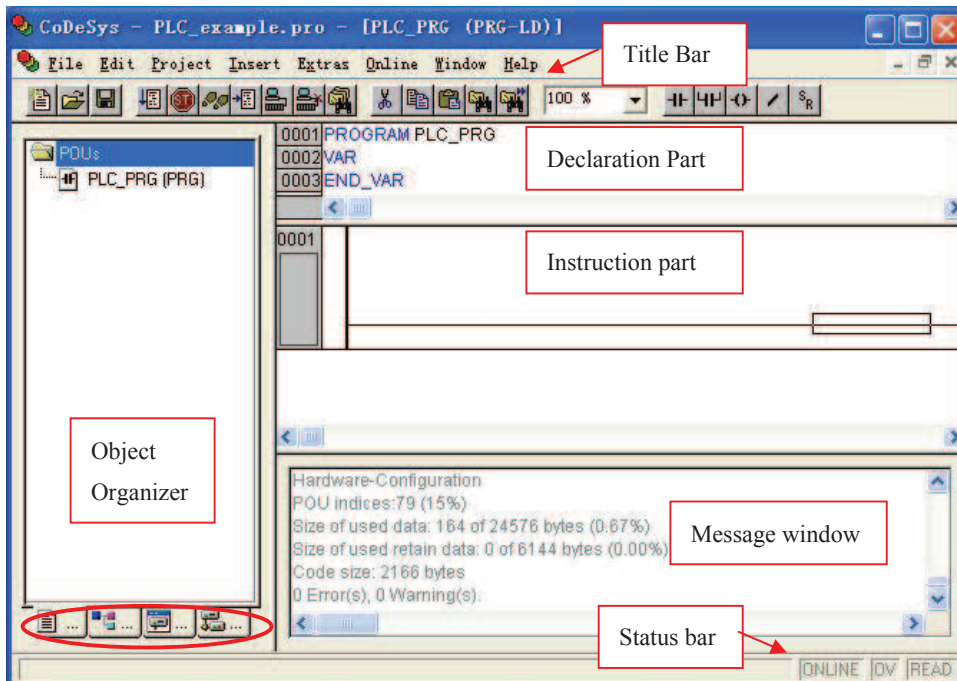 CoDeSys - PLC_example.pro - [PLC_PRG (PRG-LD)]
File Edit Project Insert Extras Online Window Help
Title Bar
100 %
S R
POUs
PLC_PRG (PRG)
0001 PROGRAM PLC_PRG
0002 VAR
0003 END_VAR
Declaration Part
0001
Instruction part
Object
Organizer
Hardware-Configuration
POU indices:79 (15%)
Size of used data: 164 of 24576 bytes (0.67%)
Size of used retain data: 0 of 6144 bytes (0.00%)
Code size: 2166 bytes
0 Error(s), 0 Warning(s).
Message window
... ... ... ...
Status bar
ONLINE OV READ